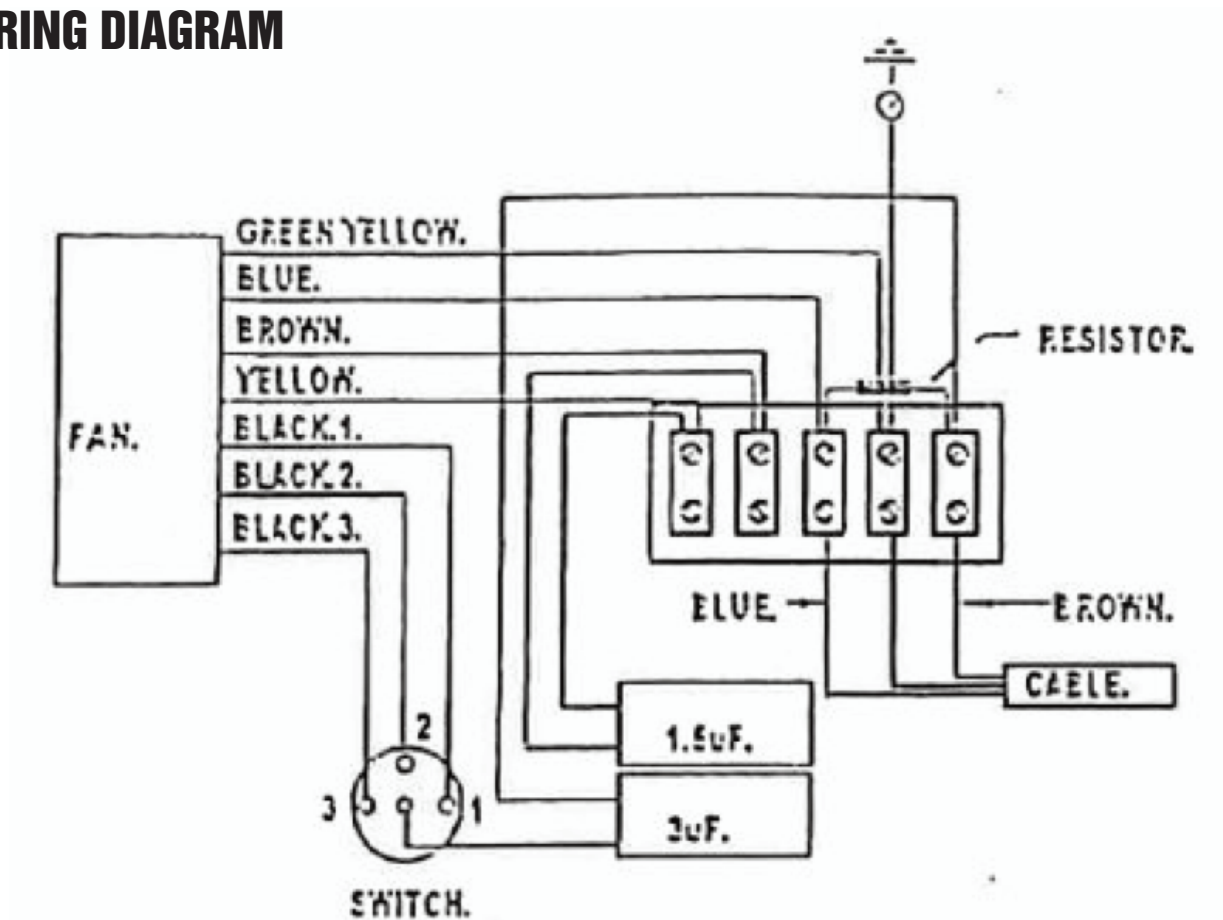 RING DIAGRAM
GREEN YELLOW.
BLUE.
BROWN.
YELLOW.
BLACK.1.
BLACK.2.
BLACK.3.
FAN.
RESISTOR.
BLUE
BROWN.
CABLE.
1.5uF.
2
3
1
SWITCH.